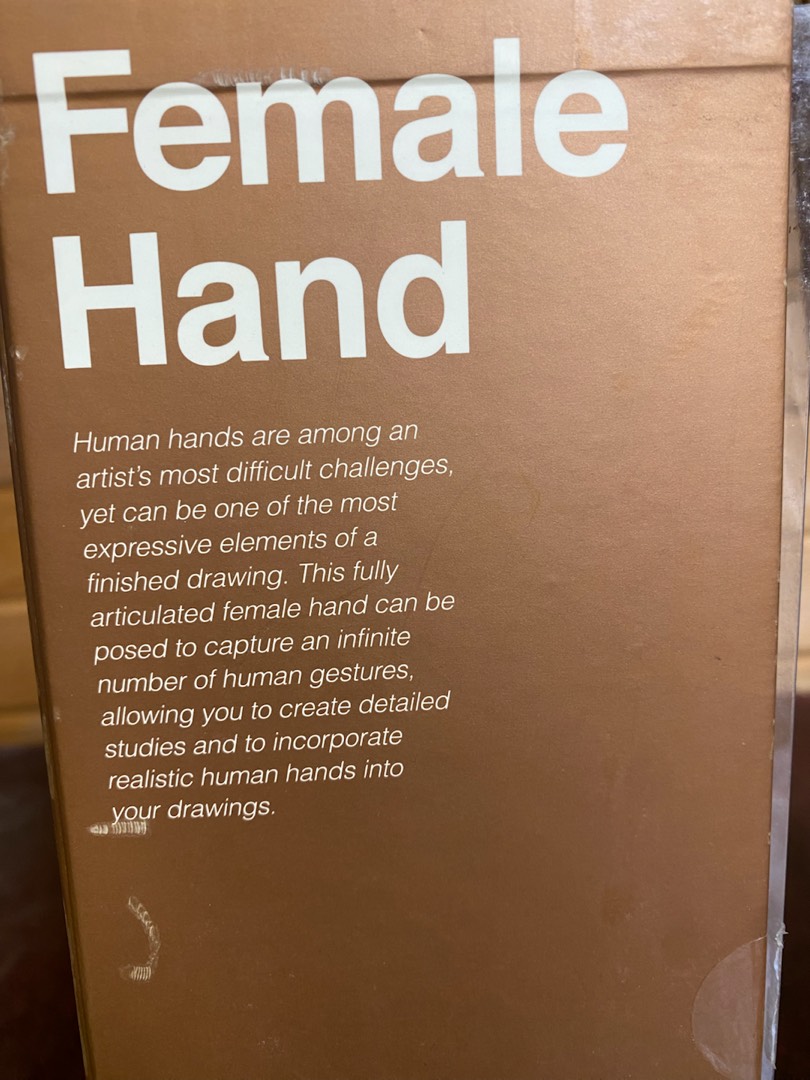 Female
Hand
Human hands are among an
artist's most difficult challenges,
yet can be one of the most
expressive elements of a
finished drawing. This fully
articulated female hand can be
posed to capture an infinite
number of human gestures,
allowing you to create detailed
studies and to incorporate
realistic human hands into
your drawings.